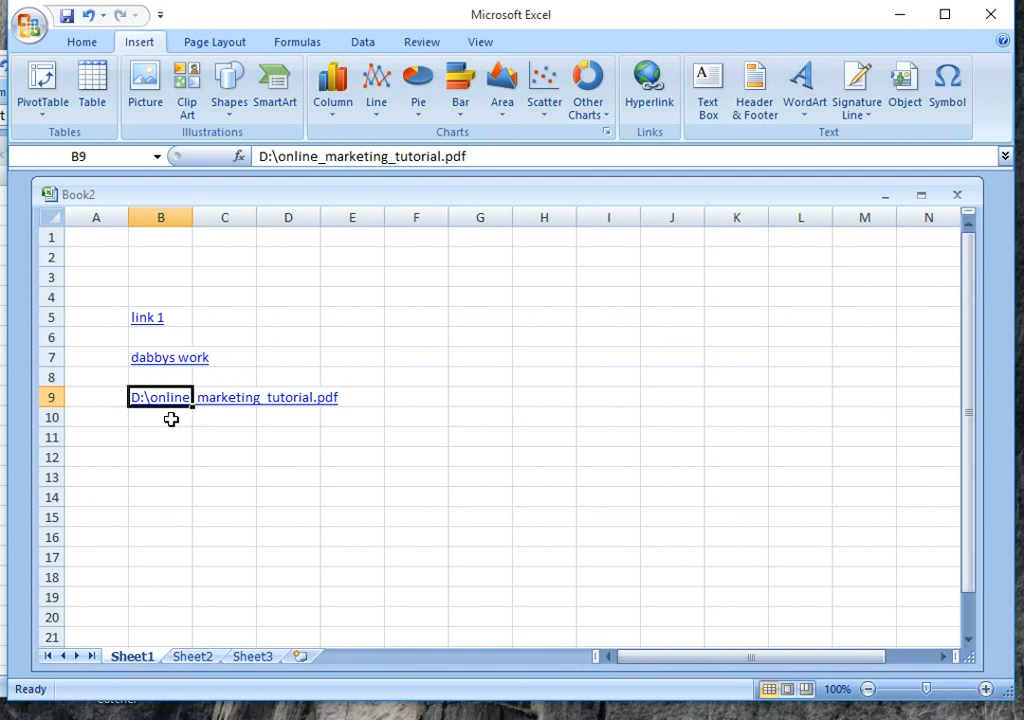 Microsoft Excel
Home Insert Page Layout Formulas Data Review View
PivotTable Table Picture Clip Art Shapes SmartArt Column Line Pie Bar Area Scatter Other Charts Hyperlink Text Box Header & Footer WordArt Signature Line Object Symbol
Tables Illustrations Charts Links Text
B9 fx D:\online_marketing_tutorial.pdf
Book2
A B C D E F G H I J K L M N
1
2
3
4
5 link 1
6
7 dabbys work
8
9 D:\online_marketing_tutorial.pdf
10
11
12
13
14
15
16
17
18
19
20
21
Sheet1 Sheet2 Sheet3
Ready 100%